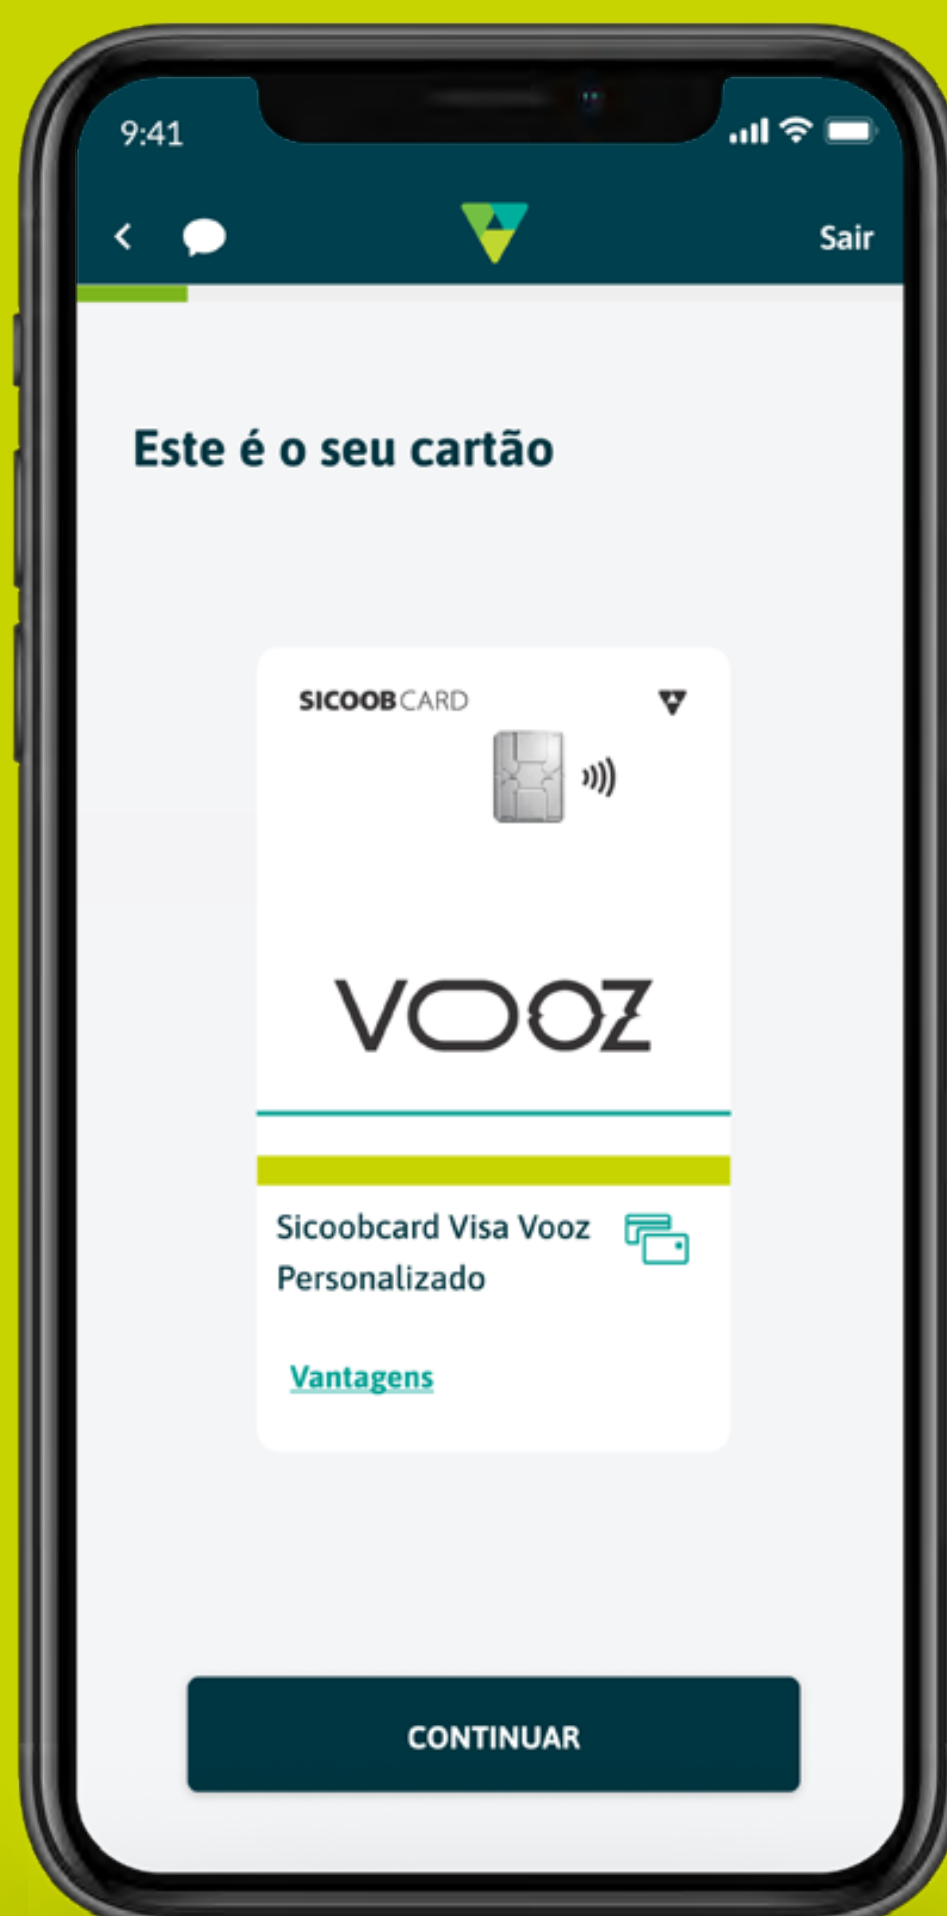 9:41
Sair
Este é o seu cartão
SICOOBCARD
VOOZ
Sicoobcard Visa Vooz
Personalizado
Vantagens
CONTINUAR